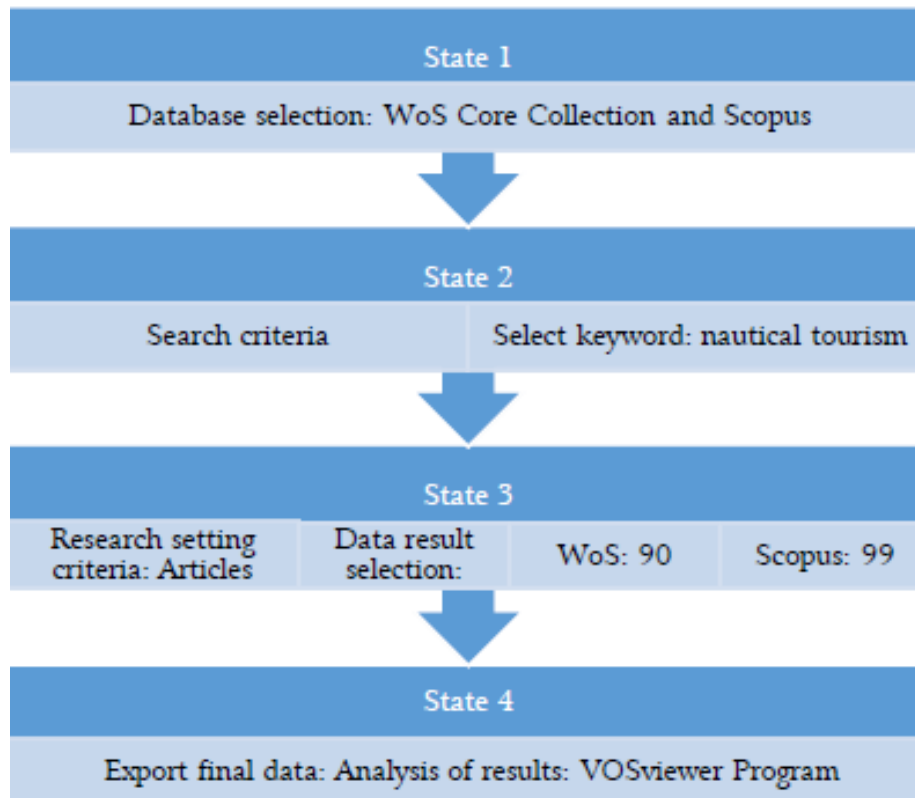 State 1
Database selection: WoS Core Collection and Scopus
State 2
Search criteria
Select keyword: nautical tourism
State 3
Research setting
criteria: Articles
Data result
selection:
WoS: 90
Scopus: 99
State 4
Export final data: Analysis of results: VOSviewer Program